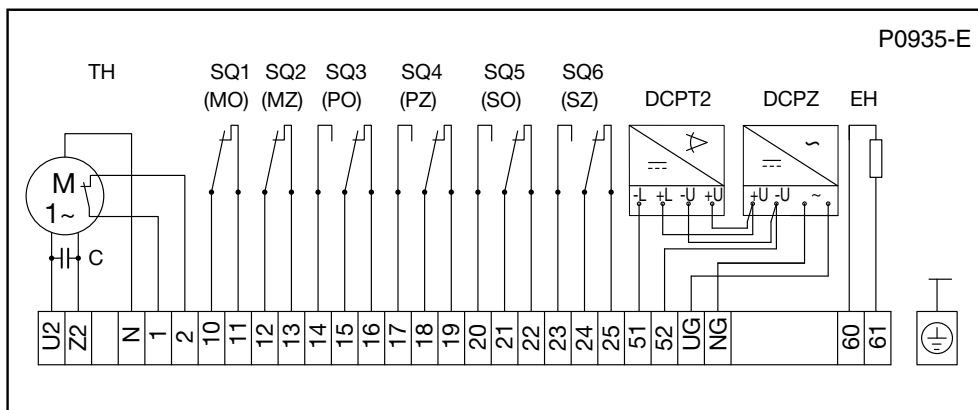 P0935-E
TH SQ1 SQ2 SQ3 SQ4 SQ5 SQ6 DCPT2 DCPZ EH
(MO) (MZ) (PO) (PZ) (SO) (SZ)
M
1~
~
-L +L -U +U +U -U ~
C
U2 Z2 N 1 2 10 11 12 13 14 15 16 17 18 19 20 21 22 23 24 25 51 52 UG NG 60 61